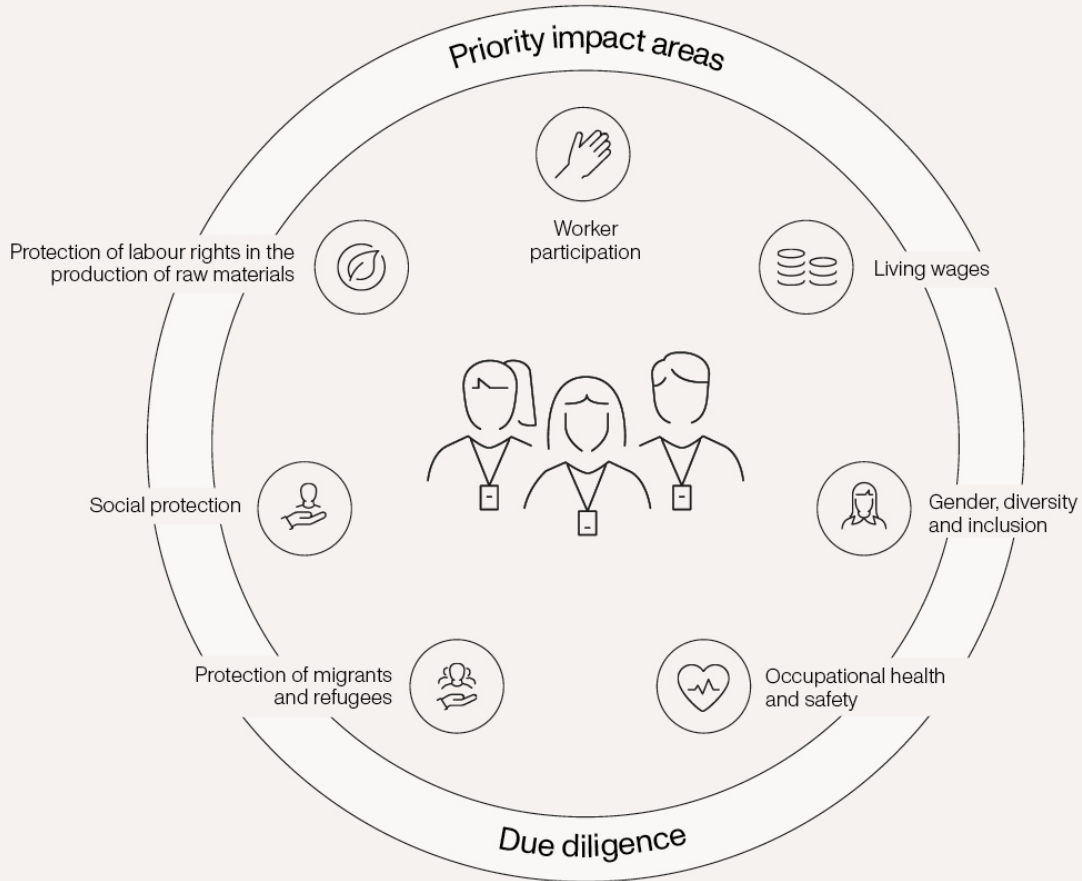 Priority impact areas
Worker
participation
Living wages
Gender, diversity
and inclusion
Occupational health
and safety
Protection of migrants
and refugees
Social protection
Protection of labour rights in the
production of raw materials
Due diligence